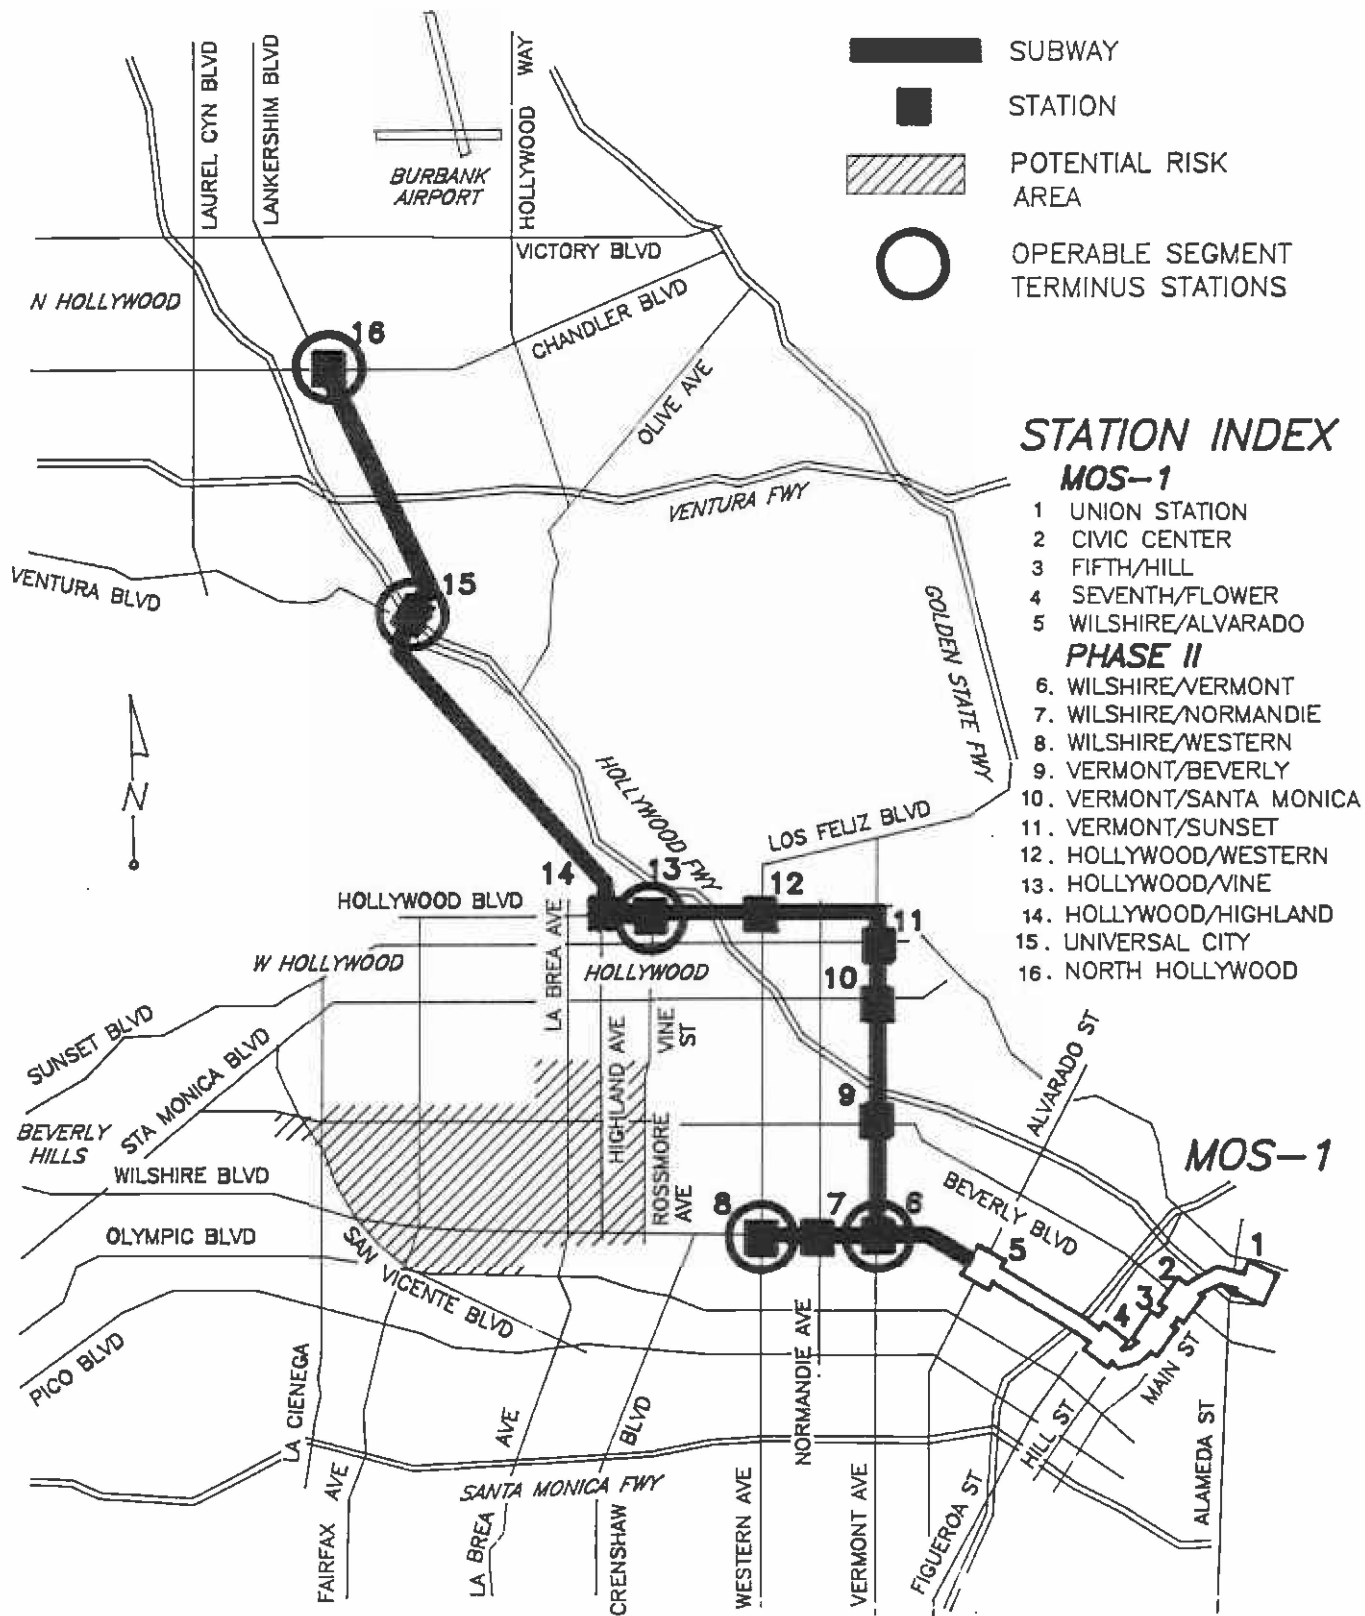 SUBWAY
STATION
POTENTIAL RISK
AREA
OPERABLE SEGMENT
TERMINUS STATIONS
LAUREL CYN BLVD
LANKERSHIM BLVD
HOLLYWOOD WAY
BURBANK
AIRPORT
VICTORY BLVD
N HOLLYWOOD
CHANDLER BLVD
16
OLIVE AVE
VENTURA FWY
VENTURA BLVD
15
GOLDEN STATE FWY
STATION INDEX
MOS-1
1 UNION STATION
2 CIVIC CENTER
3 FIFTH/HILL
4 SEVENTH/FLOWER
5 WILSHIRE/ALVARADO
PHASE II
6. WILSHIRE/VERMONT
7. WILSHIRE/NORMANDIE
8. WILSHIRE/WESTERN
9. VERMONT/BEVERLY
10. VERMONT/SANTA MONICA
11. VERMONT/SUNSET
12. HOLLYWOOD/WESTERN
13. HOLLYWOOD/VINE
14. HOLLYWOOD/HIGHLAND
15. UNIVERSAL CITY
16. NORTH HOLLYWOOD
N
HOLLYWOOD FWY
LOS FELIZ BLVD
14
13
12
11
10
9
HOLLYWOOD BLVD
LA BREA AVE
W HOLLYWOOD
HOLLYWOOD
SUNSET BLVD
STA MONICA BLVD
HIGHLAND AVE
VINE
ST
ALVARADO ST
BEVERLY
HILLS
WILSHIRE BLVD
ROSSMORE
AVE
MOS-1
8
7
6
BEVERLY BLVD
OLYMPIC BLVD
SAN VICENTE BLVD
5
4
3
2
1
PICO BLVD
LA CIENEGA
NORMANDIE AVE
MAIN ST
HILL ST
ALAMEDA ST
SANTA MONICA FWY
FAIRFAX AVE
LA BREA AVE
CRENSHAW BLVD
WESTERN AVE
VERMONT AVE
FIGUEROA ST